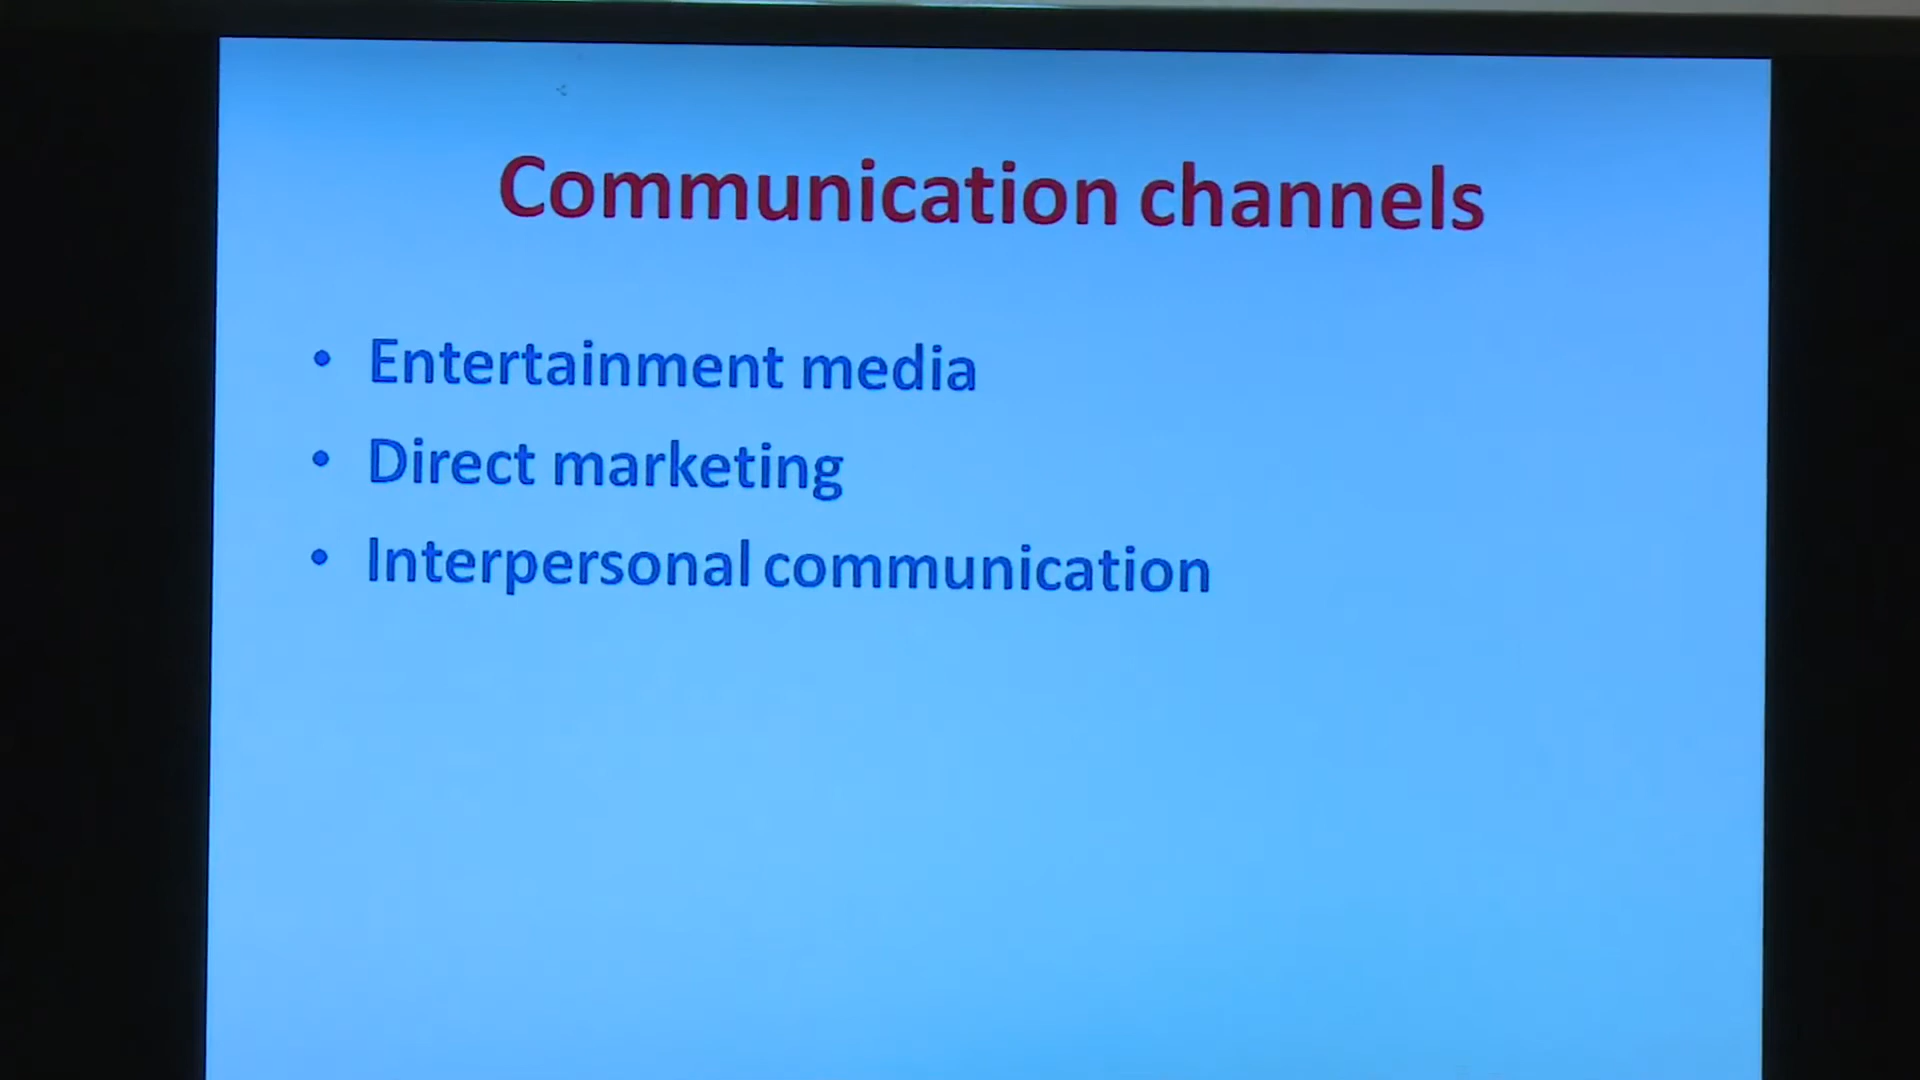 Communication channels
• Entertainment media
• Direct marketing
• Interpersonal communication